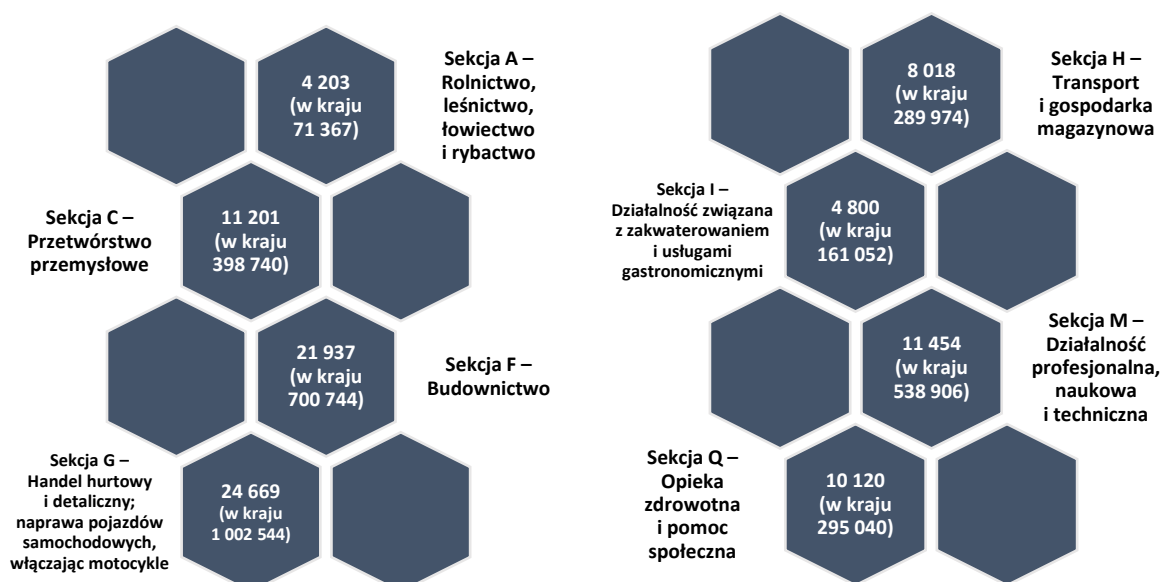 4 203
(w kraju
71 367)
Sekcja A –
Rolnictwo,
leśnictwo,
łowiectwo
i rybactwo
Sekcja C –
Przetwórstwo
przemysłowe
11 201
(w kraju
398 740)
21 937
(w kraju
700 744)
Sekcja F –
Budownictwo
Sekcja G –
Handel hurtowy
i detaliczny;
naprawa pojazdów
samochodowych,
włączając motocykle
24 669
(w kraju
1 002 544)
8 018
(w kraju
289 974)
Sekcja H –
Transport
i gospodarka
magazynowa
Sekcja I –
Działalność związana
z zakwaterowaniem
i usługami
gastronomicznymi
4 800
(w kraju
161 052)
11 454
(w kraju
538 906)
Sekcja M –
Działalność
profesjonalna,
naukowa
i techniczna
Sekcja Q –
Opieka
zdrowotna
i pomoc
społeczna
10 120
(w kraju
295 040)